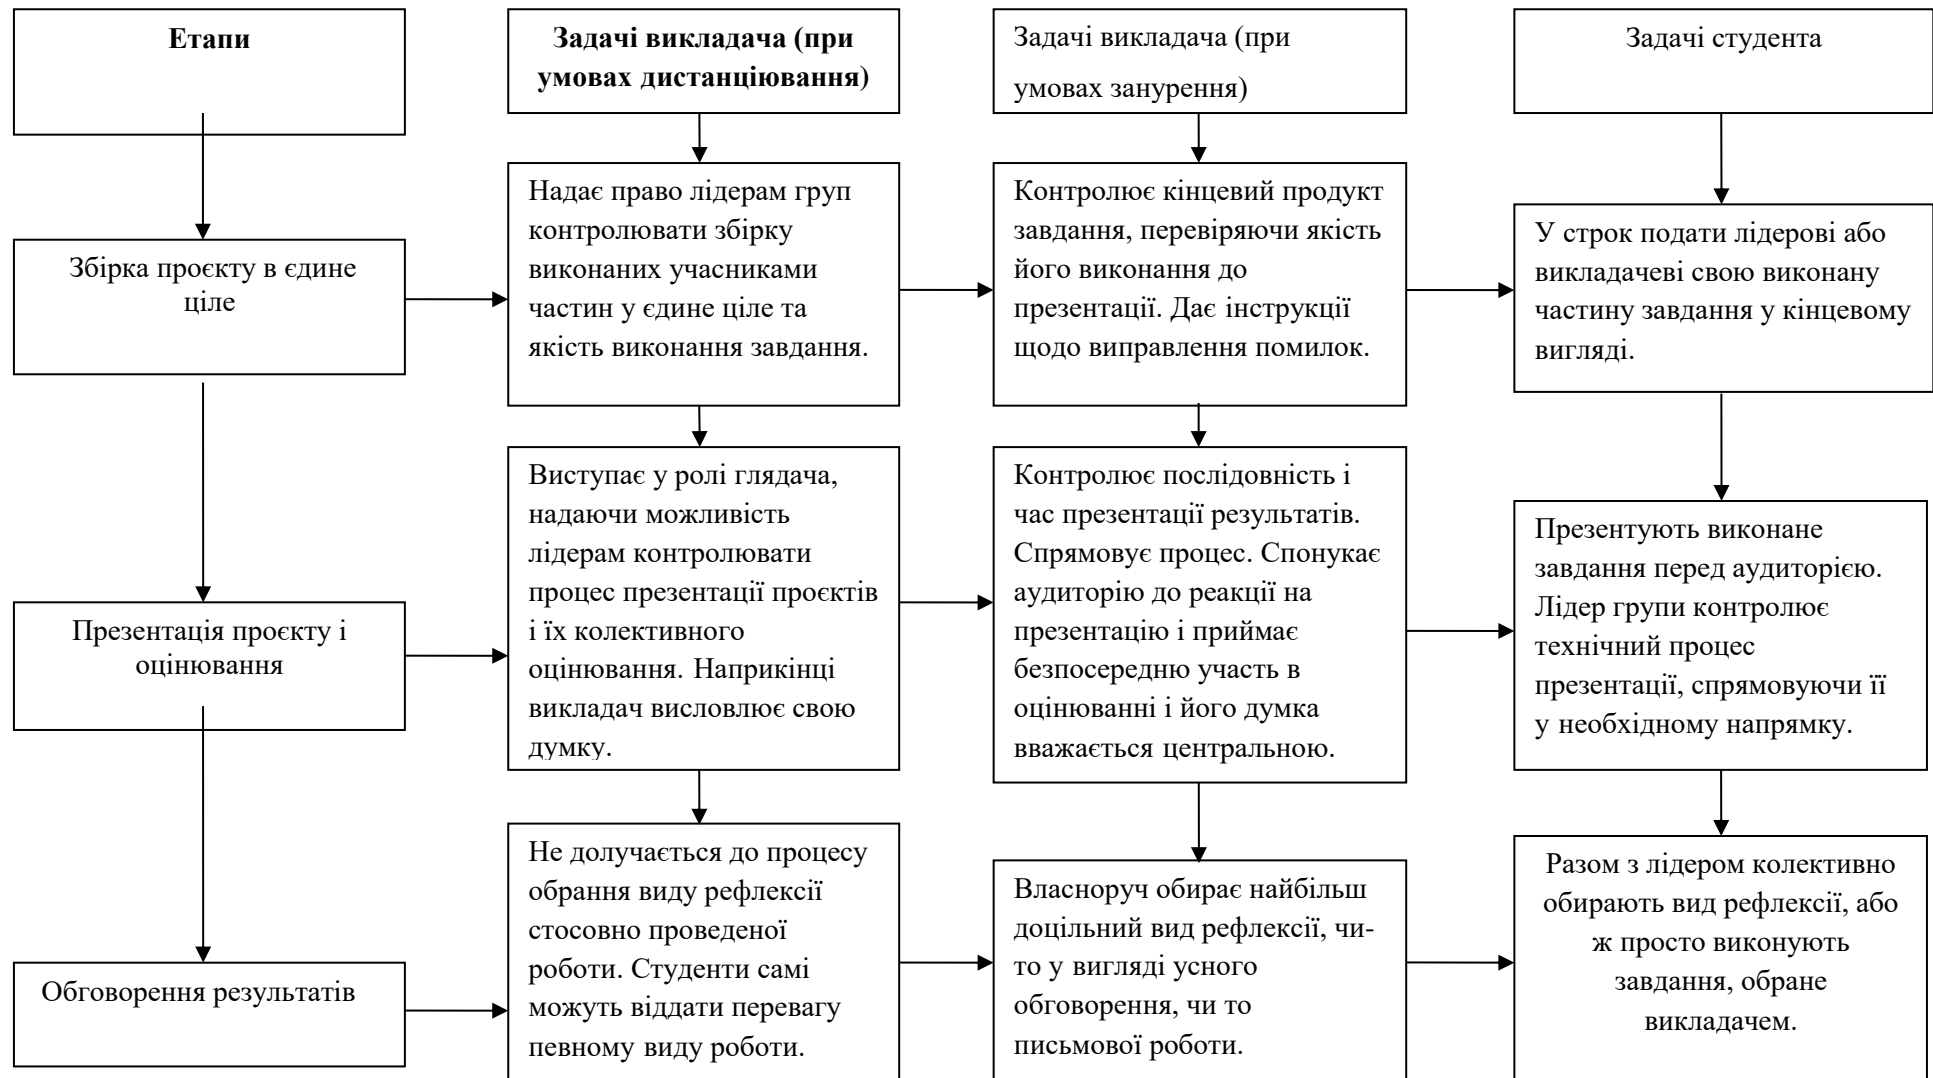 Етапи
Задачі викладача (при
умовах дистанціювання)
Задачі викладача (при
умовах занурення)
Задачі студента
Збірка проєкту в єдине
ціле
Надає право лідерам груп
контролювати збірку
виконаних учасниками
частин у єдине ціле та
якість виконання завдання.
Контролює кінцевий продукт
завдання, перевіряючи якість
його виконання до
презентації. Дає інструкції
щодо виправлення помилок.
У строк подати лідерові або
викладачеві свою виконану
частину завдання у кінцевому
вигляді.
Презентація проєкту і
оцінювання
Виступає у ролі глядача,
надаючи можливість
лідерам контролювати
процес презентації проєктів
і їх колективного
оцінювання. Наприкінці
викладач висловлює свою
думку.
Контролює послідовність і
час презентації результатів.
Спрямовує процес. Спонукає
аудиторію до реакції на
презентацію і приймає
безпосередню участь в
оцінюванні і його думка
вважається центральною.
Презентують виконане
завдання перед аудиторією.
Лідер групи контролює
технічний процес
презентації, спрямовуючи її
у необхідному напрямку.
Обговорення результатів
Не долучається до процесу
обрання виду рефлексії
стосовно проведеної
роботи. Студенти самі
можуть віддати перевагу
певному виду роботи.
Власноруч обирає найбільш
доцільний вид рефлексії, чи-
то у вигляді усного
обговорення, чи то
письмової роботи.
Разом з лідером колективно
обирають вид рефлексії, або
ж просто виконують
завдання, обране
викладачем.